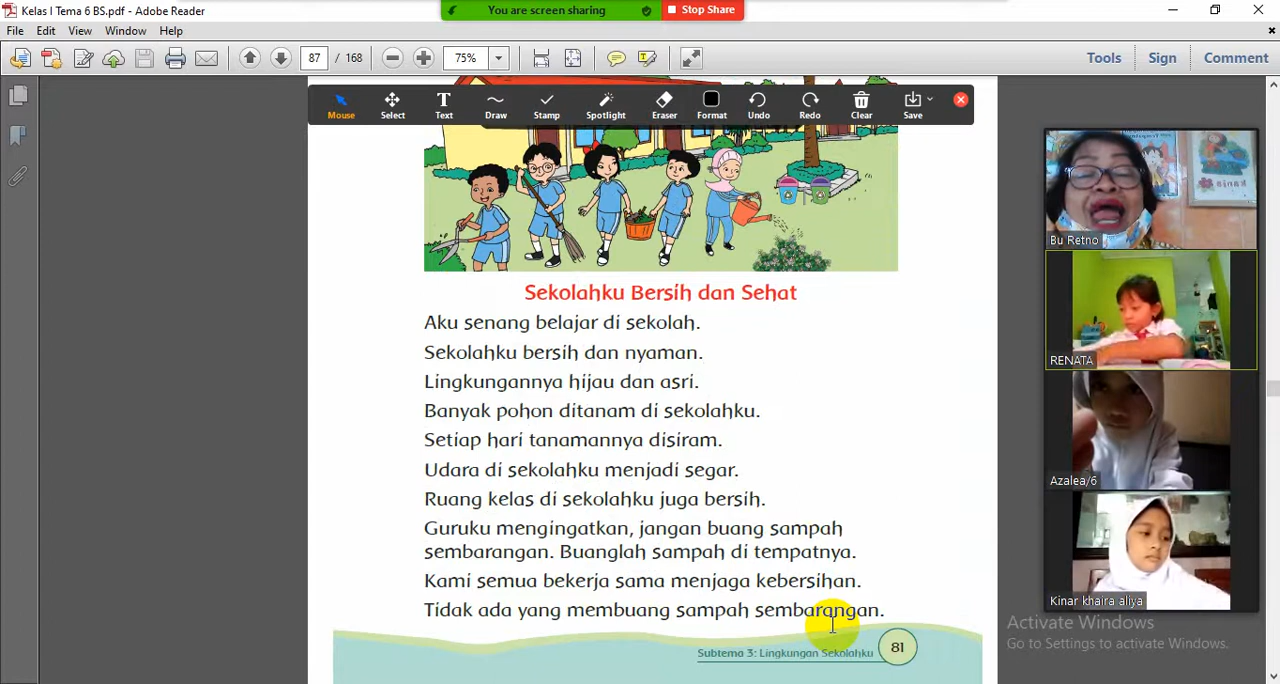 Kelas I Tema 6 BS.pdf - Adobe Reader
You are screen sharing
Stop Share
File Edit View Window Help
87 / 168
75%
Tools Sign Comment
Mouse Select Text Draw Stamp Spotlight Eraser Format Undo Redo Clear Save
Sekolahku Bersih dan Sehat
Aku senang belajar di sekolah.
Sekolahku bersih dan nyaman.
Lingkungannya hijau dan asri.
Banyak pohon ditanam di sekolahku.
Setiap hari tanamannya disiram.
Udara di sekolahku menjadi segar.
Ruang kelas di sekolahku juga bersih.
Guruku mengingatkan, jangan buang sampah
sembarangan. Buanglah sampah di tempatnya.
Kami semua bekerja sama menjaga kebersihan.
Tidak ada yang membuang sampah sembarangan.
Subtema 3: Lingkungan Sekolahku
81
Bu Retno
RENATA
Azalea/6
Kinar khaira aliya
Activate Windows
Go to Settings to activate Windows.